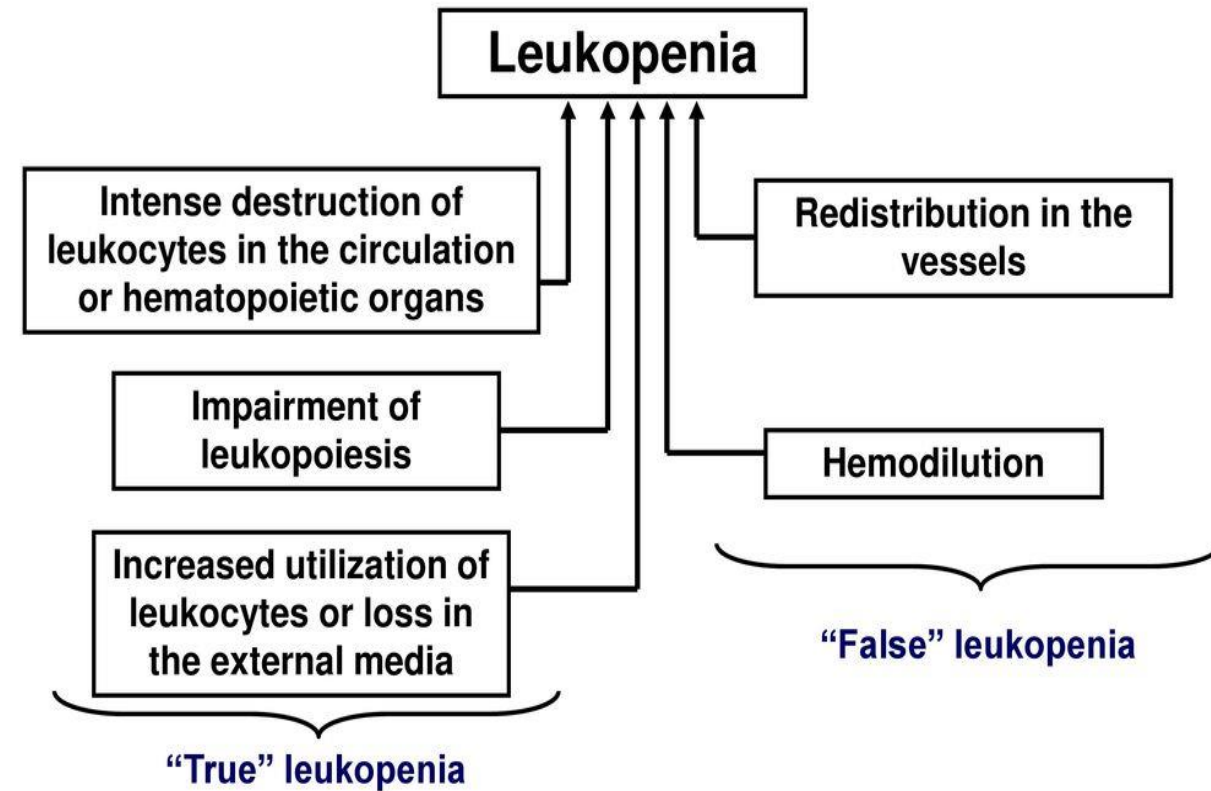 Leukopenia
Intense destruction of
leukocytes in the circulation
or hematopoietic organs
Impairment of
leukopoiesis
Increased utilization of
leukocytes or loss in
the external media
“True” leukopenia
Redistribution in the
vessels
Hemodilution
“False” leukopenia